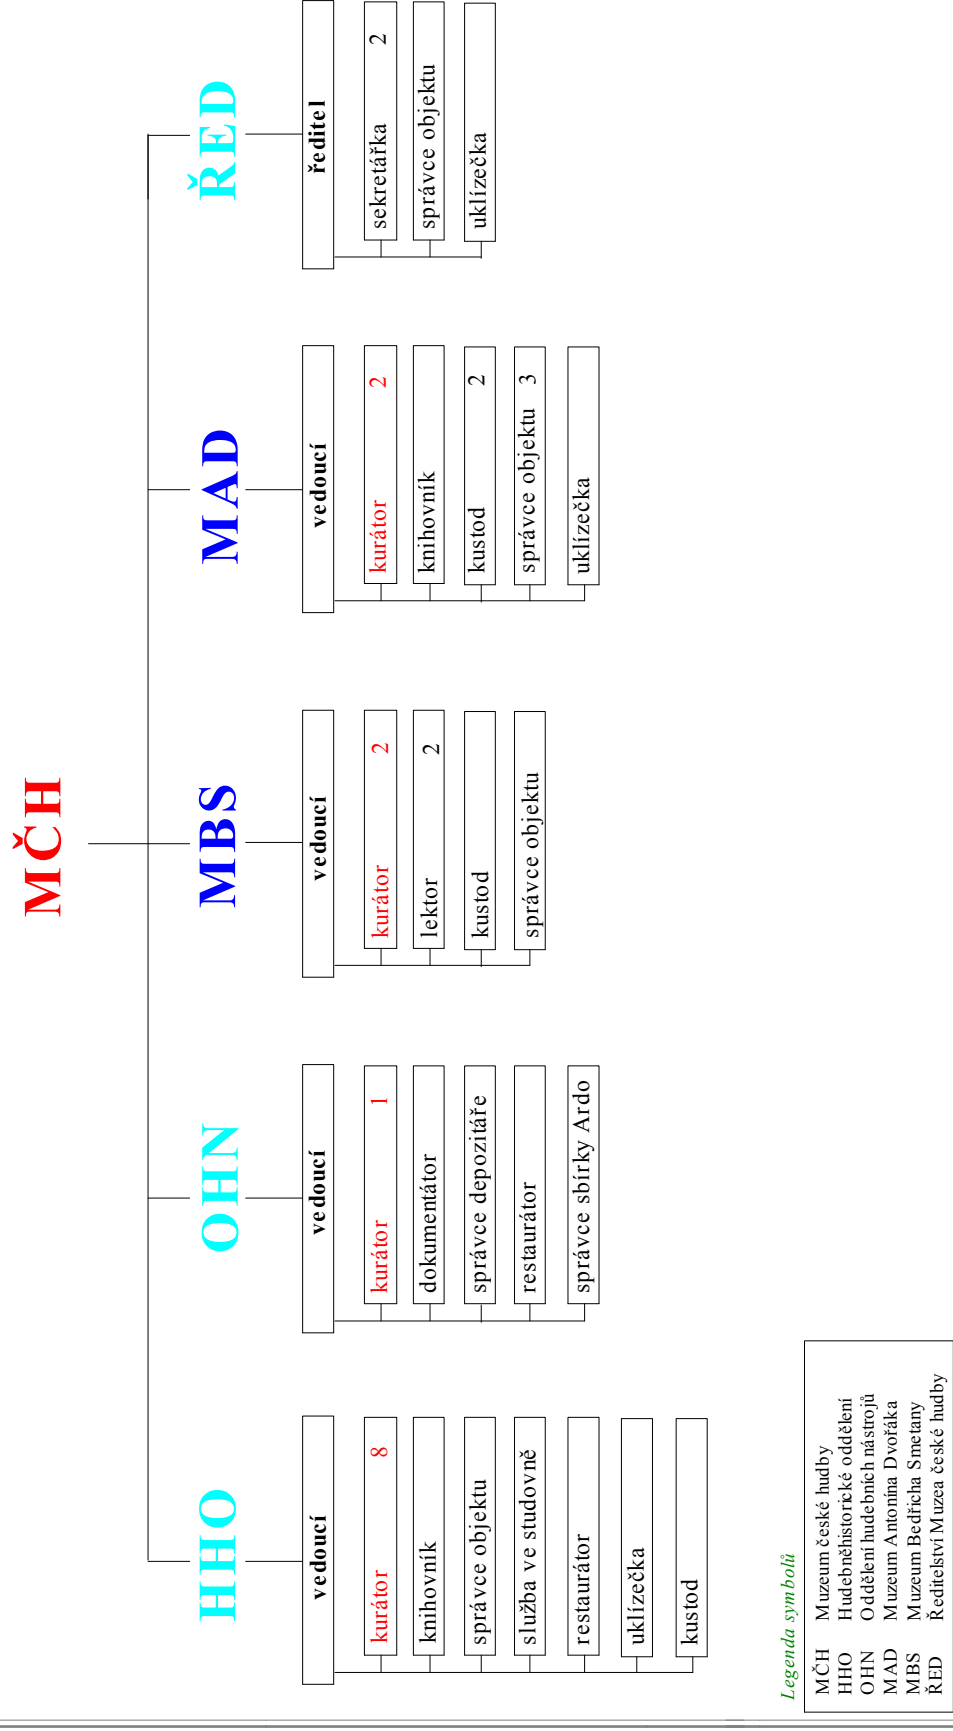 MČH
HHO
OHN
MBS
MAD
ŘED
vedoucí
kurátor 8
knihovník
správce objektu
služba ve studovně
restaurátor
uklízečka
kustod
vedoucí
kurátor 1
dokumentátor
správce depozitáře
restaurátor
správce sbírky Ardo
vedoucí
kurátor 2
lektor 2
kustod
správce objektu
vedoucí
kurátor 2
knihovník
kustod 2
správce objektu 3
uklízečka
ředitel
sekretářka 2
správce objektu
uklízečka
Legenda symbolů
MČH Muzeum české hudby
HHO Hudebněhistorické oddělení
OHN Oddělení hudebních nástrojů
MAD Muzeum Antonína Dvořáka
MBS Muzeum Bedřicha Smetany
ŘED Ředitelství Muzea české hudby